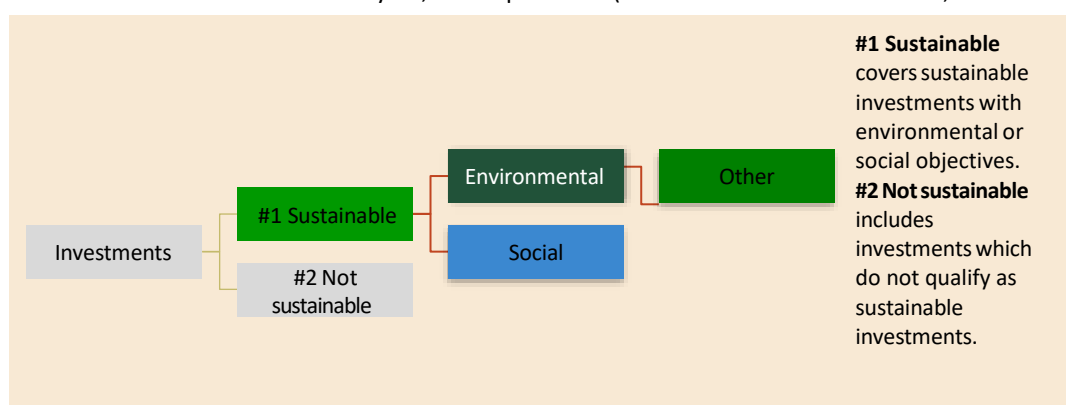 #1 Sustainable
covers sustainable
investments with
environmental or
social objectives.
#2 Not sustainable
includes
investments which
do not qualify as
sustainable
investments.
Environmental
Other
#1 Sustainable
Investments
Social
#2 Not
sustainable